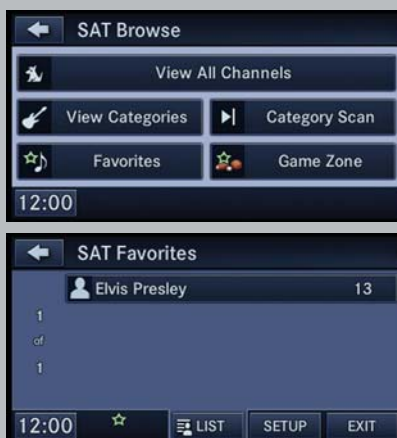 SAT Browse
View All Channels
View Categories Category Scan
Favorites Game Zone
12:00
SAT Favorites
Elvis Presley 13
1
of
1
12:00 LIST SETUP EXIT